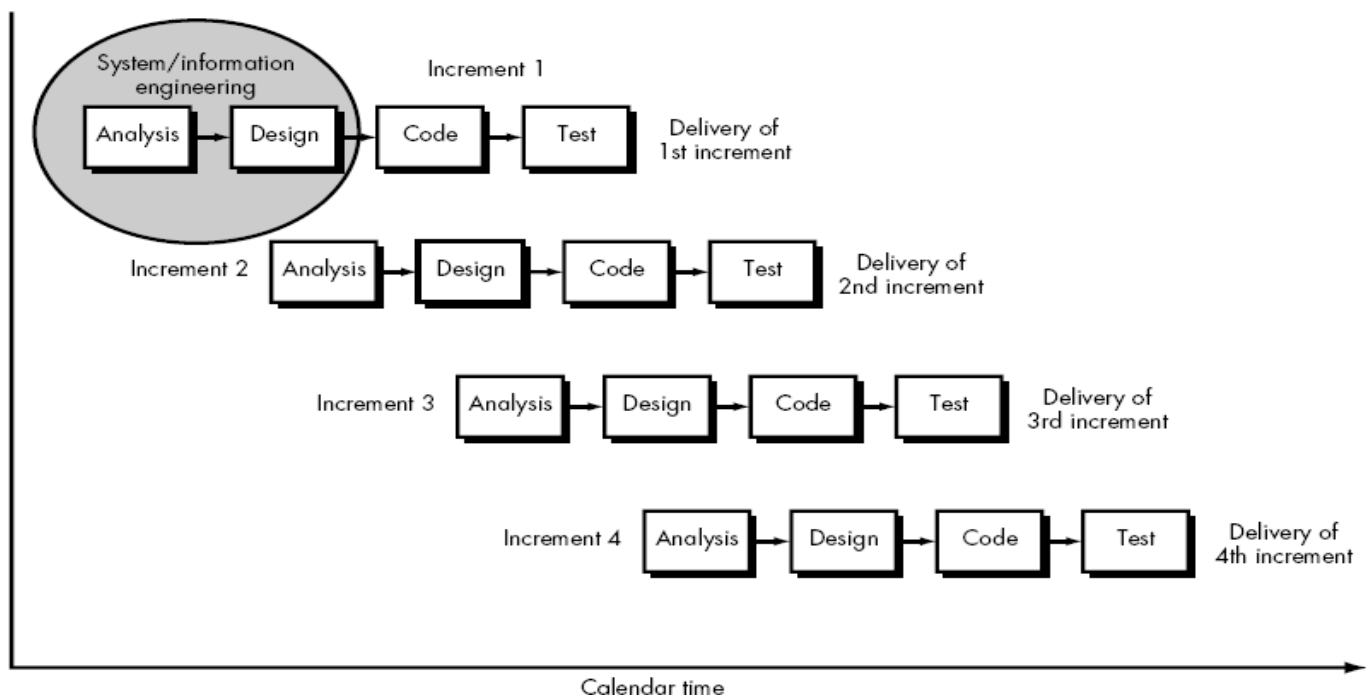 System/information
engineering
Increment 1
Analysis
Design
Code
Test
Delivery of
1st increment
Increment 2
Analysis
Design
Code
Test
Delivery of
2nd increment
Increment 3
Analysis
Design
Code
Test
Delivery of
3rd increment
Increment 4
Analysis
Design
Code
Test
Delivery of
4th increment
Calendar time